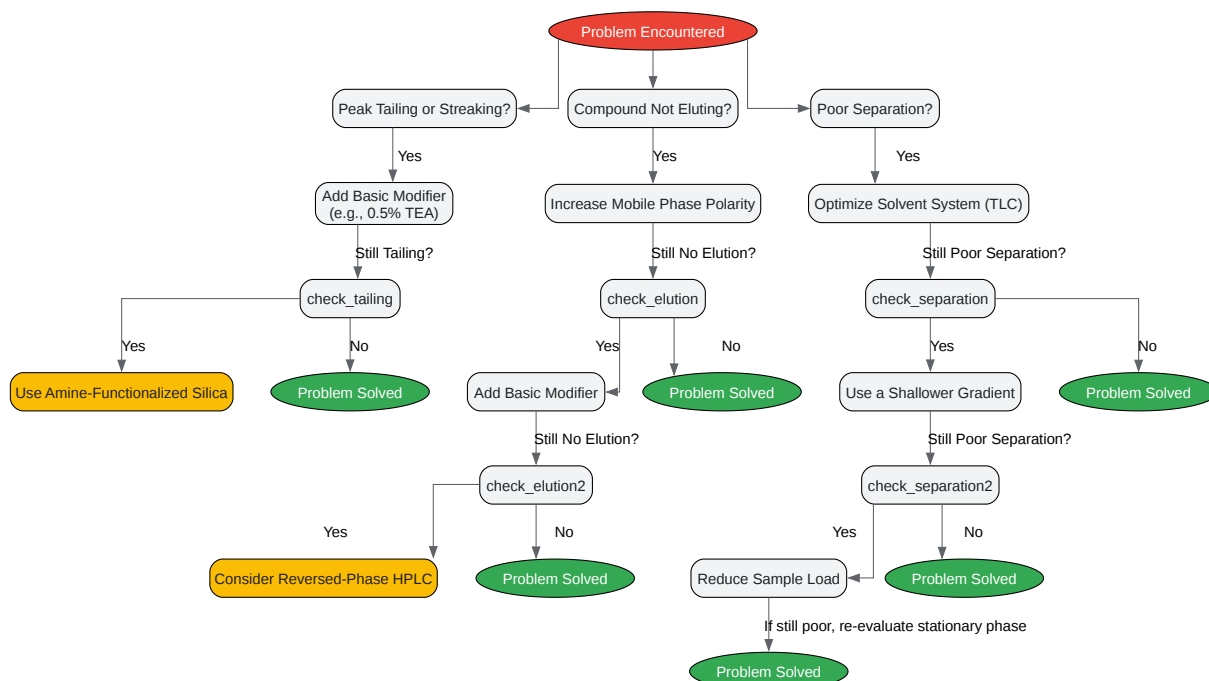 Problem Encountered
Peak Tailing or Streaking?
Compound Not Eluting?
Poor Separation?
Yes
Yes
Yes
Add Basic Modifier
(e.g., 0.5% TEA)
Increase Mobile Phase Polarity
Optimize Solvent System (TLC)
Still Tailing?
Still No Elution?
Still Poor Separation?
check_tailing
check_elution
check_separation
Yes
No
Yes
No
Yes
No
Use Amine-Functionalized Silica
Problem Solved
Add Basic Modifier
Problem Solved
Use a Shallower Gradient
Problem Solved
Still No Elution?
Still Poor Separation?
check_elution2
check_separation2
Yes
No
Yes
No
Consider Reversed-Phase HPLC
Problem Solved
Reduce Sample Load
Problem Solved
If still poor, re-evaluate stationary phase
Problem Solved